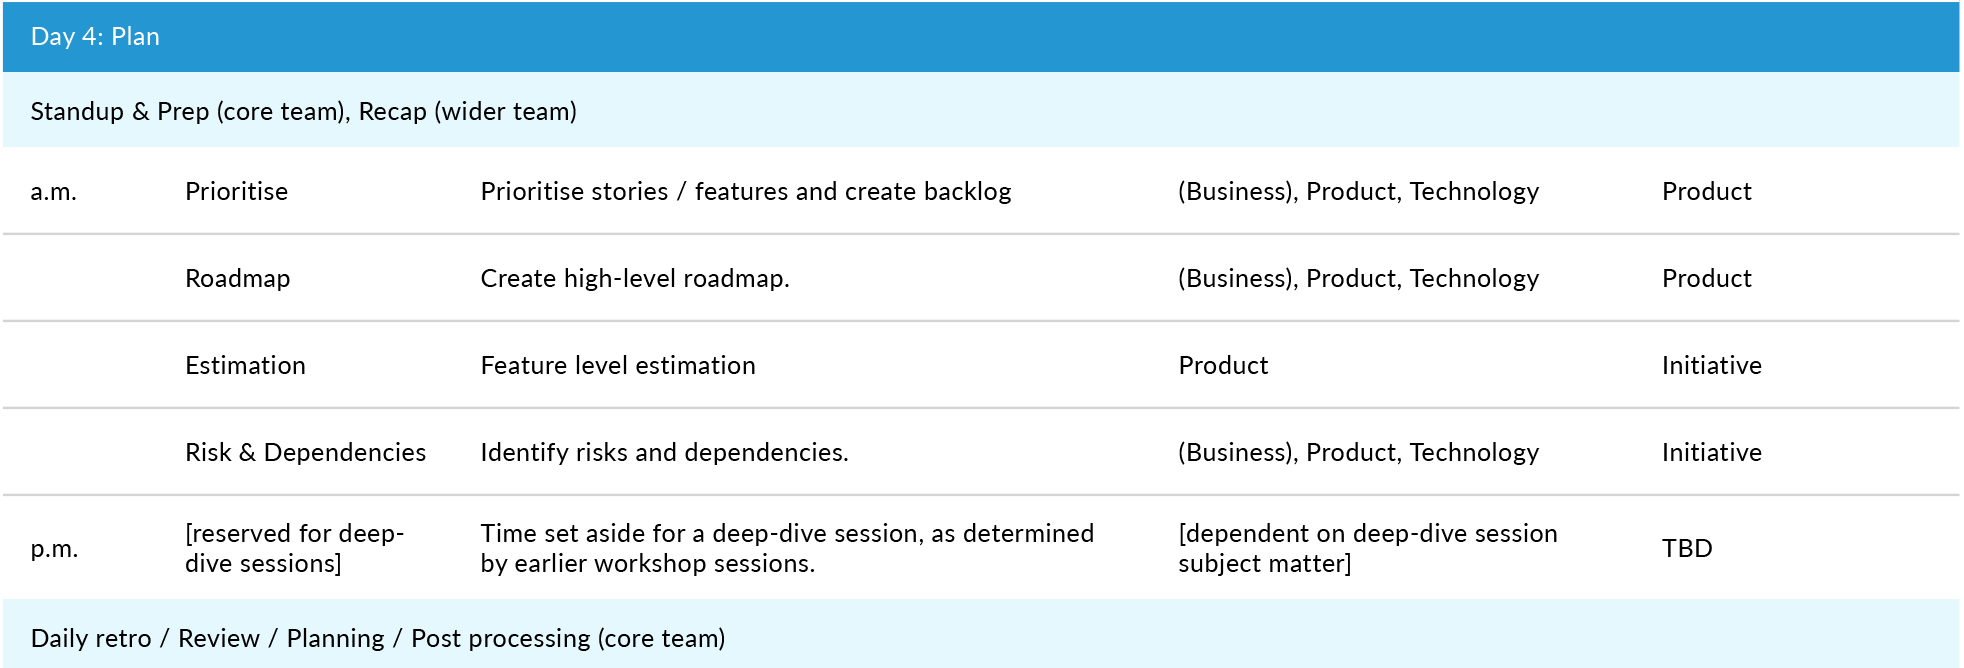 Day 4: Plan
Standup & Prep (core team), Recap (wider team)
a.m. Prioritise Prioritise stories / features and create backlog (Business), Product, Technology Product
Roadmap Create high-level roadmap. (Business), Product, Technology Product
Estimation Feature level estimation Product Initiative
Risk & Dependencies Identify risks and dependencies. (Business), Product, Technology Initiative
p.m.
[reserved for deep-
dive sessions]
Time set aside for a deep-dive session, as determined
by earlier workshop sessions.
[dependent on deep-dive session
subject matter]
TBD
Daily retro / Review / Planning / Post processing (core team)